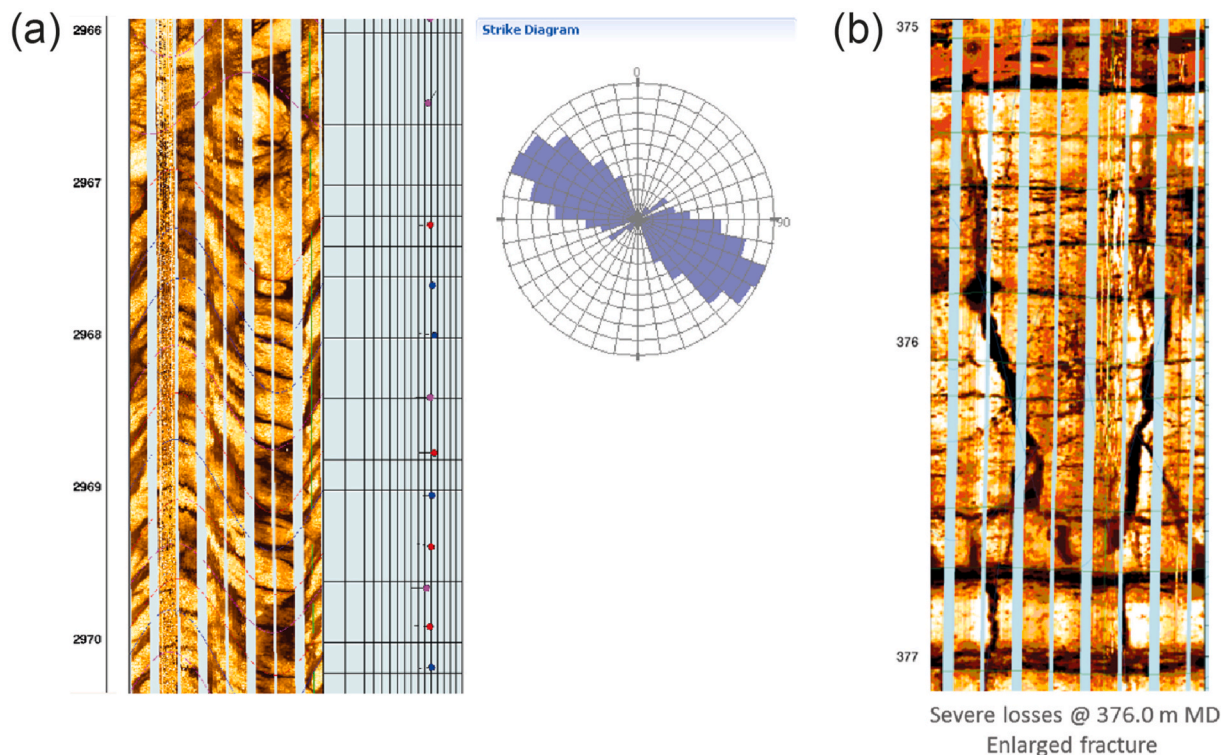 (a)
2966
2967
2968
2969
2970
Strike Diagram
0
90
(b)
375
376
377
Severe losses @ 376.0 m MD
Enlarged fracture